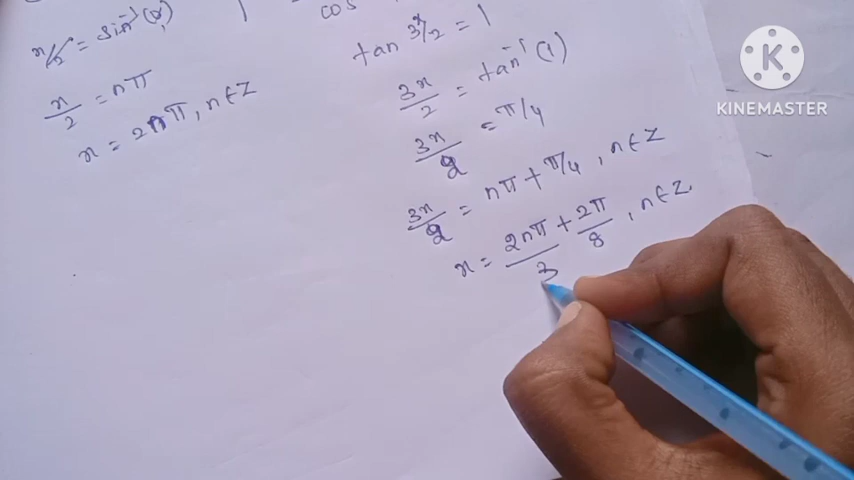 x/2 = sin⁻¹(0)
x/2 = nπ
x = 2nπ, n∈Z
cos
tan 3x/2 = 1
3x/2 = tan⁻¹(1)
3x/2 = π/4
3x/2 = nπ + π/4, n∈Z
x = 2nπ/3 + 2π/8, n∈Z.
K
KINEMASTER